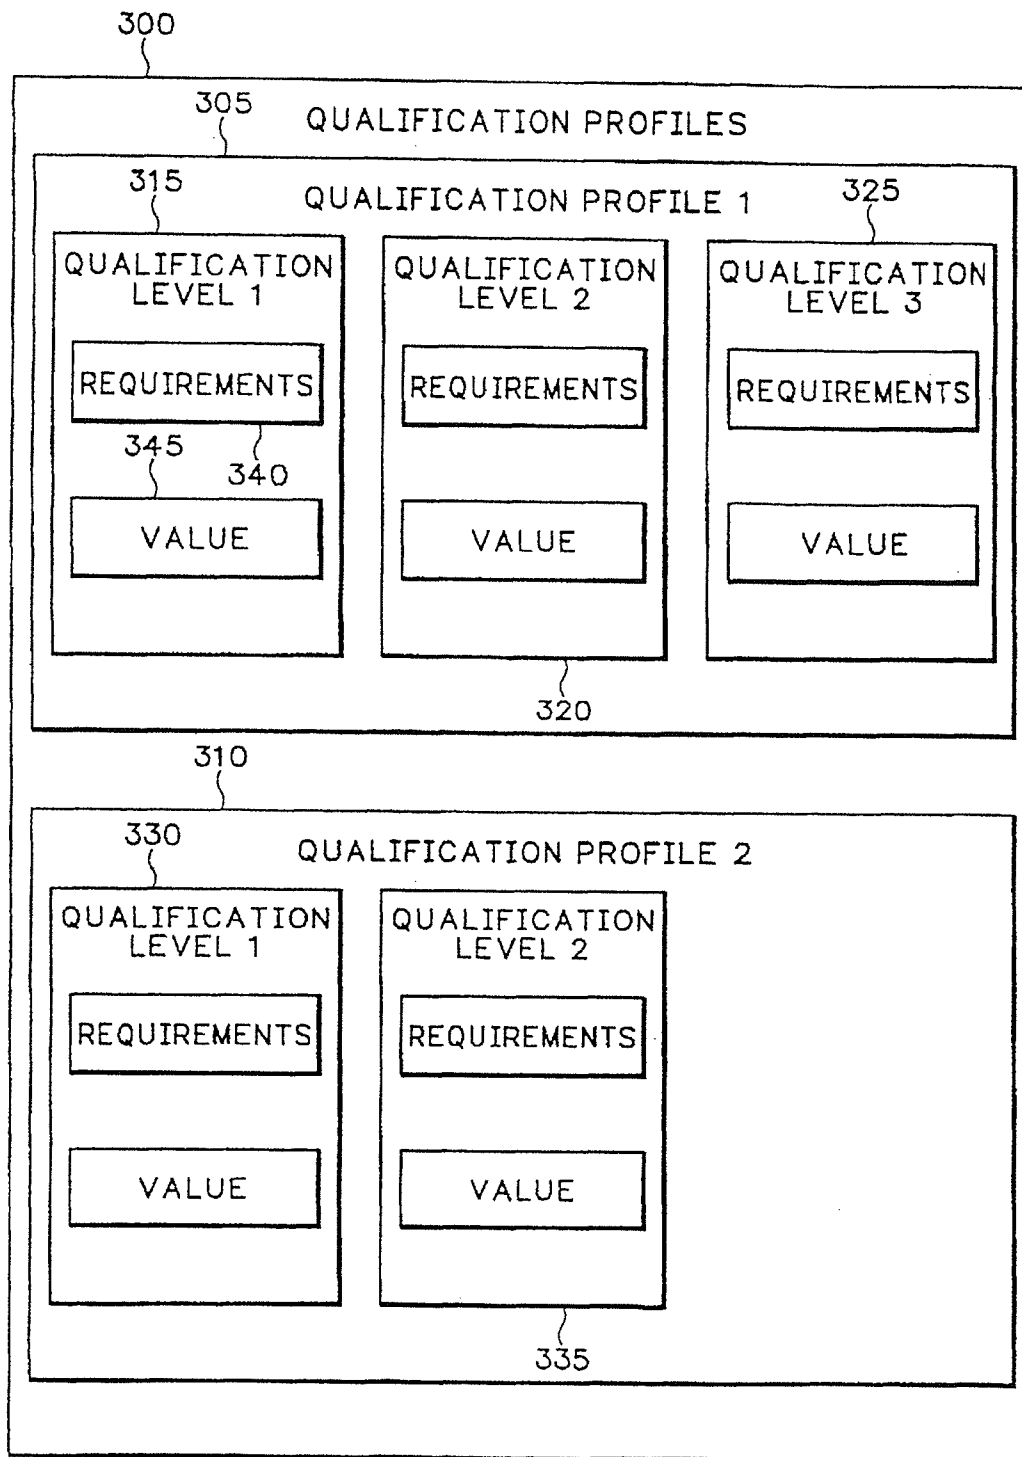 300
QUALIFICATION PROFILES
305
QUALIFICATION PROFILE 1
315
325
QUALIFICATION
LEVEL 1
REQUIREMENTS
340
345
VALUE
QUALIFICATION
LEVEL 2
REQUIREMENTS
VALUE
320
QUALIFICATION
LEVEL 3
REQUIREMENTS
VALUE
310
QUALIFICATION PROFILE 2
330
QUALIFICATION
LEVEL 1
REQUIREMENTS
VALUE
QUALIFICATION
LEVEL 2
REQUIREMENTS
VALUE
335